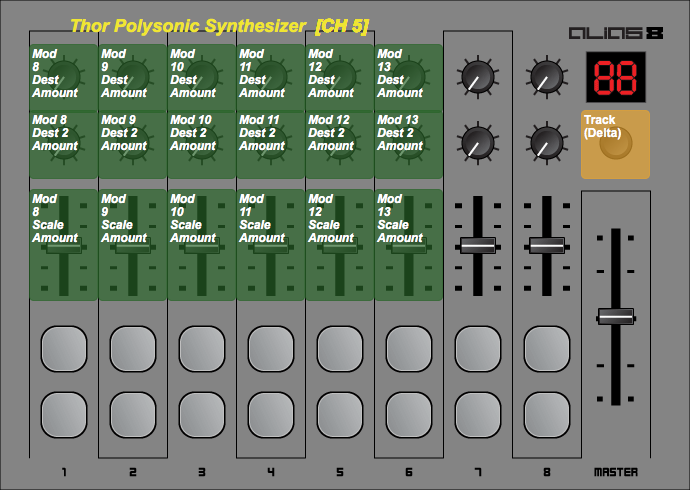 Thor Polysonic Synthesizer [CH 5]
ALIAS 8
Mod
8
Dest
Amount
Mod
9
Dest
Amount
Mod
10
Dest
Amount
Mod
11
Dest
Amount
Mod
12
Dest
Amount
Mod
13
Dest
Amount
88
Mod 8
Dest 2
Amount
Mod 9
Dest 2
Amount
Mod 10
Dest 2
Amount
Mod 11
Dest 2
Amount
Mod 12
Dest 2
Amount
Mod 13
Dest 2
Amount
Track
(Delta)
Mod
8
Scale
Amount
Mod
9
Scale
Amount
Mod
10
Scale
Amount
Mod
11
Scale
Amount
Mod
12
Scale
Amount
Mod
13
Scale
Amount
1 2 3 4 5 6 7 8 MASTER